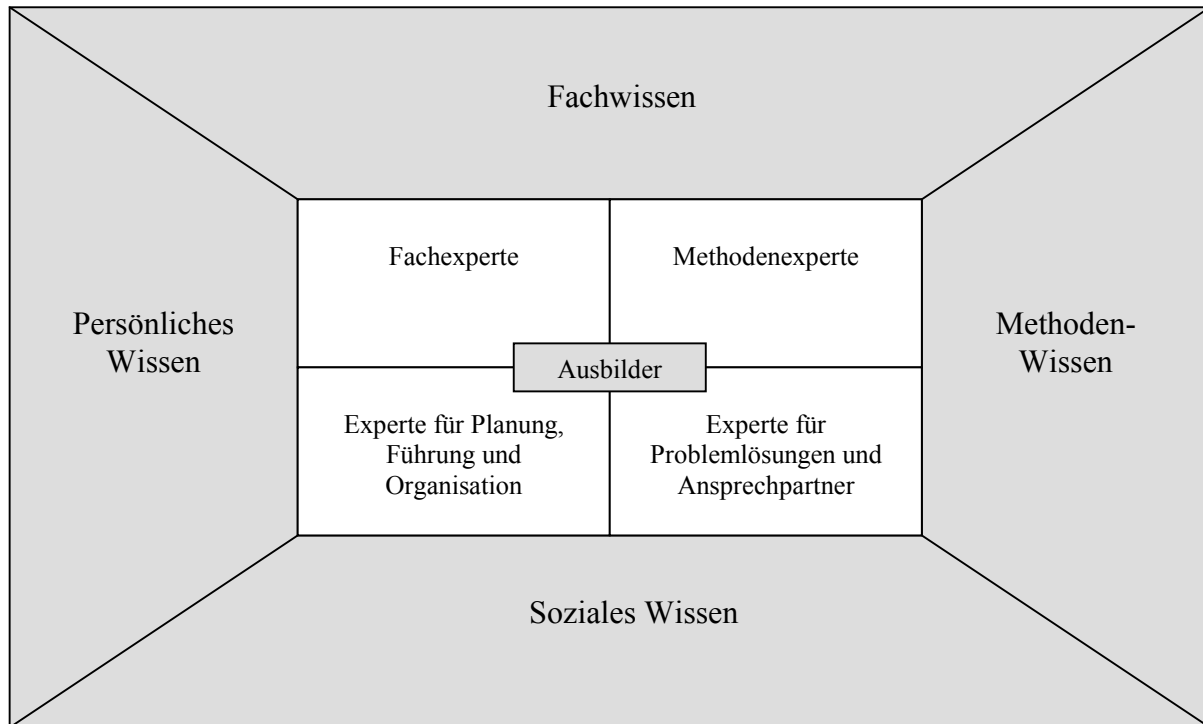 Fachwissen
Fachexperte
Methodenexperte
Persönliches
Wissen
Methoden-
Wissen
Ausbilder
Experte für Planung,
Führung und
Organisation
Experte für
Problemlösungen und
Ansprechpartner
Soziales Wissen